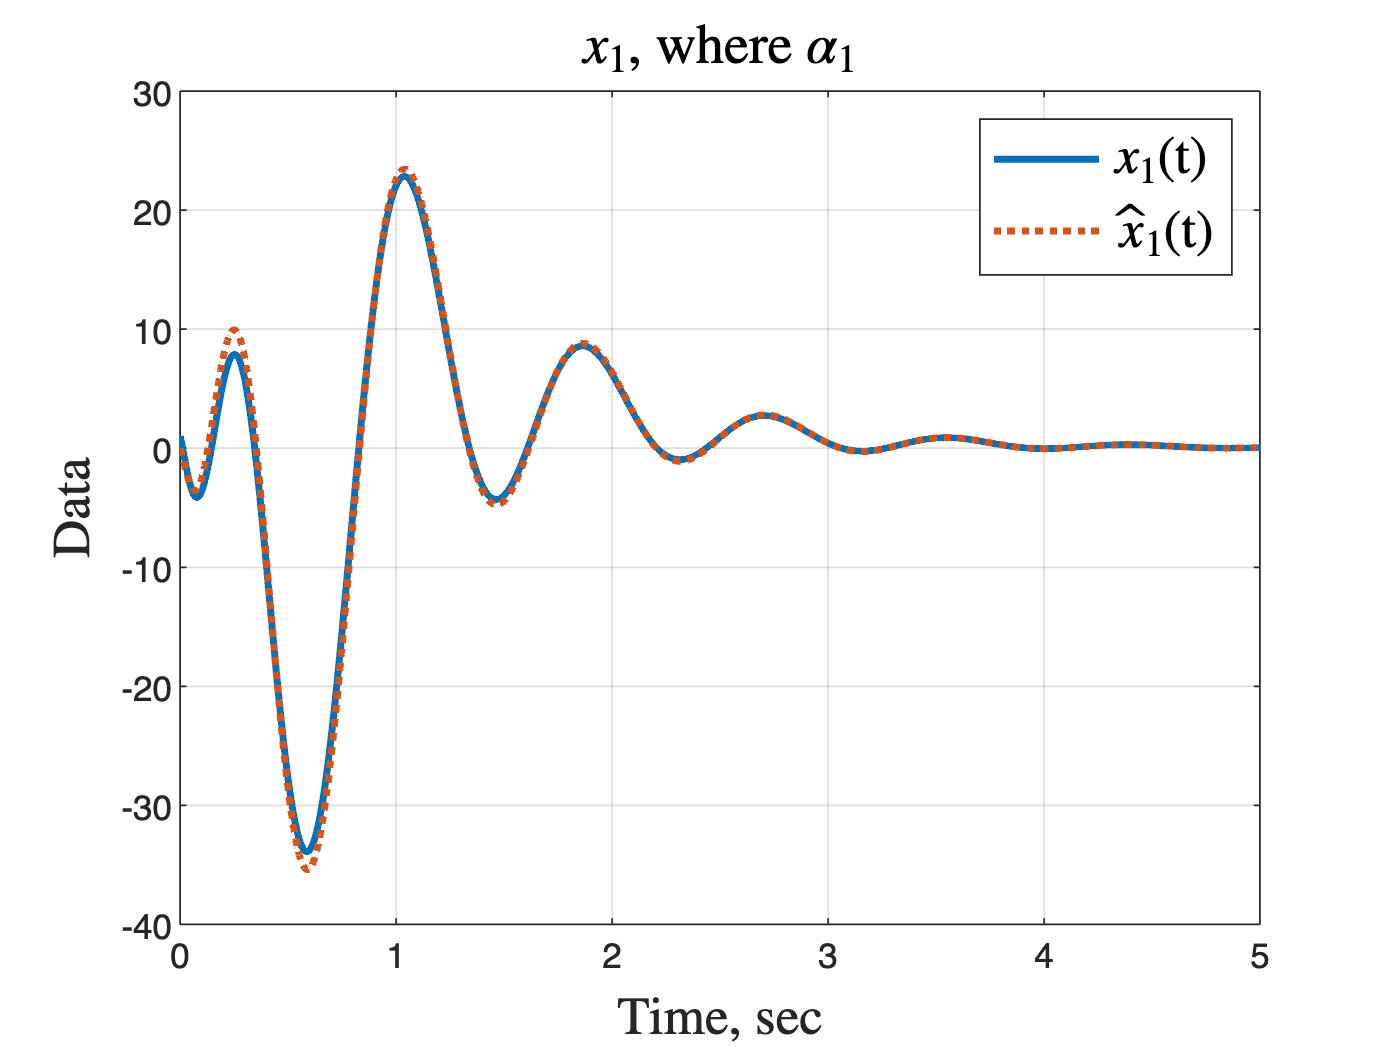 x₁, where α₁
30
20
10
0
-10
-20
-30
-40
Data
x₁(t)
x̂₁(t)
0 1 2 3 4 5
Time, sec